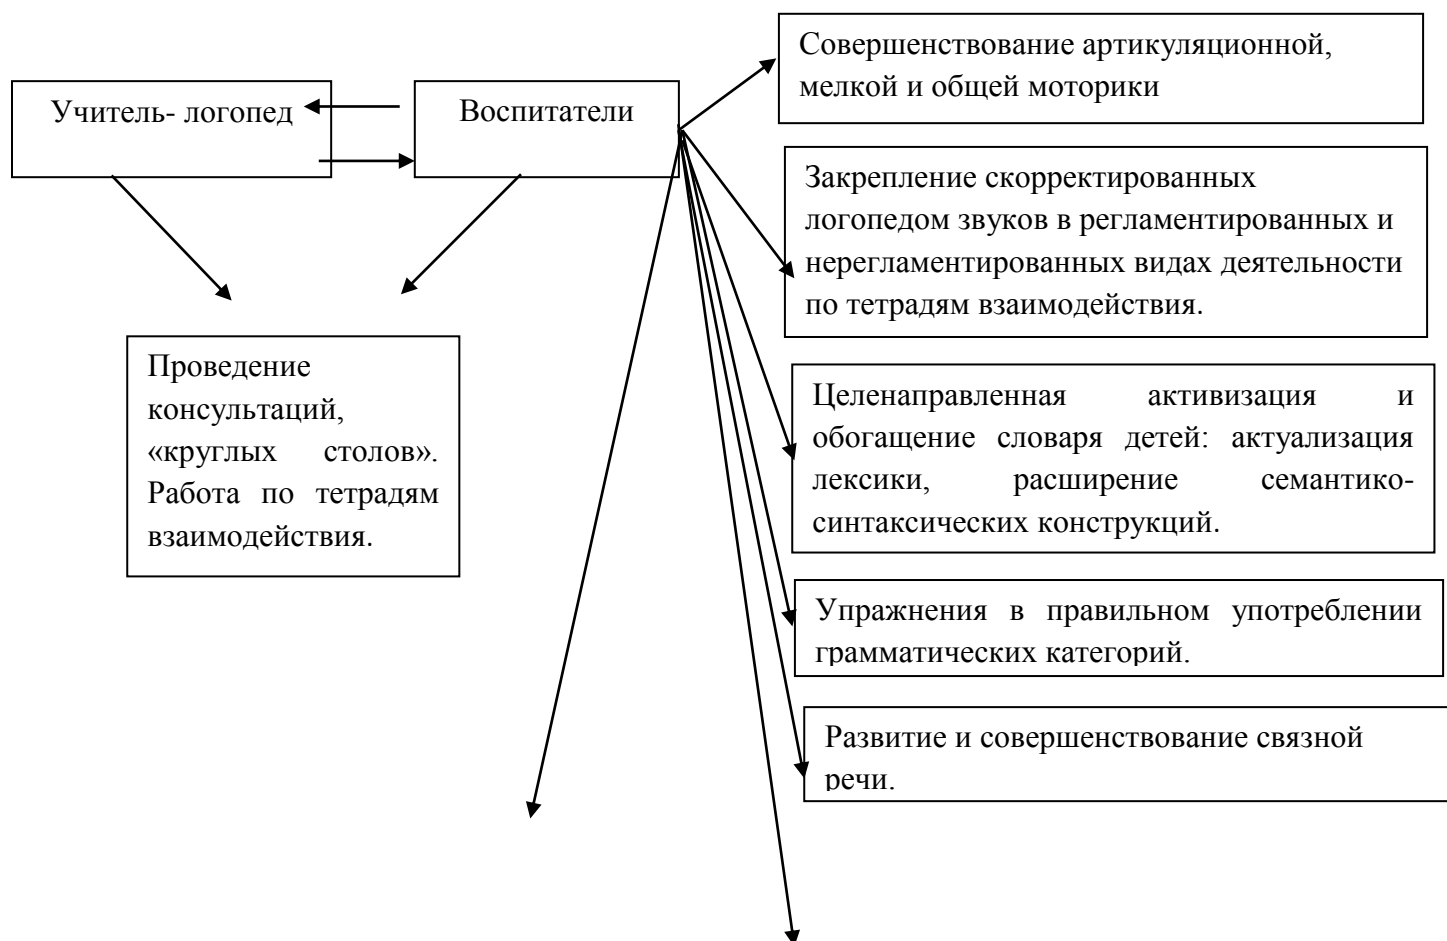 Учитель- логопед
Воспитатели
Проведение
консультаций,
«круглых столов».
Работа по тетрадям
взаимодействия.
Совершенствование артикуляционной,
мелкой и общей моторики
Закрепление скорректированных
логопедом звуков в регламентированных и
нерегламентированных видах деятельности
по тетрадям взаимодействия.
Целенаправленная активизация и
обогащение словаря детей: актуализация
лексики, расширение семантико-
синтаксических конструкций.
Упражнения в правильном употреблении
грамматических категорий.
Развитие и совершенствование связной
речи.